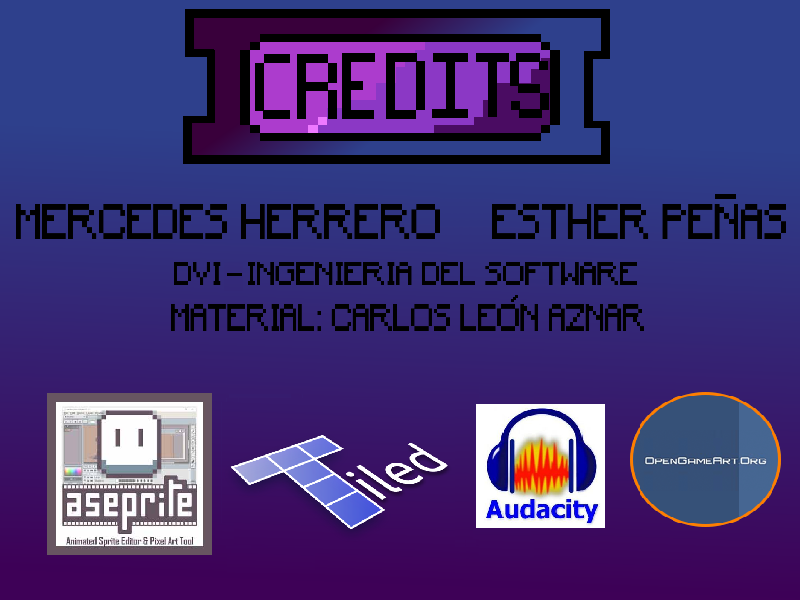 CREDITS
MERCEDES HERRERO ESTHER PEÑAS
DVI-INGENIERIA DEL SOFTWARE
MATERIAL: CARLOS LEÓN AZNAR
aseprite
Animated Sprite Editor & Pixel Art Tool
Tiled
Audacity
OPENGAMEART.ORG